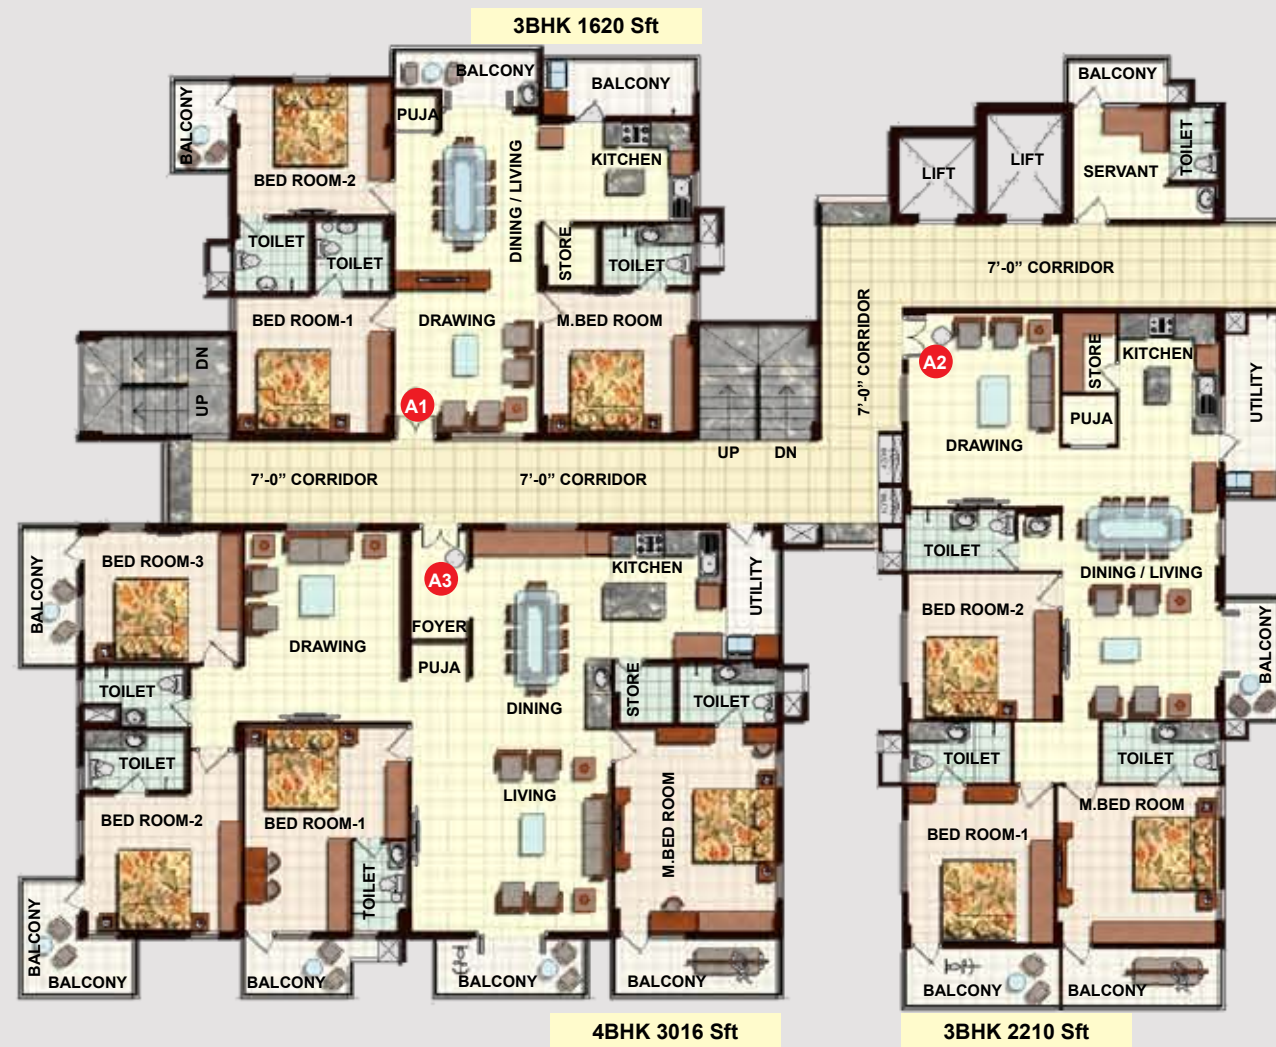 3BHK 1620 Sft
BALCONY
BALCONY
BALCONY
PUJA
BED ROOM-2
DINING / LIVING
KITCHEN
TOILET
TOILET
STORE
TOILET
BED ROOM-1
DRAWING
M.BED ROOM
A1
DN
UP
UP
DN
BALCONY
LIFT
LIFT
SERVANT
TOILET
7’-0” CORRIDOR
7’-0” CORRIDOR
7’-0” CORRIDOR
7’-0” CORRIDOR
A2
STORE
KITCHEN
UTILITY
PUJA
DRAWING
TOILET
DINING / LIVING
BED ROOM-2
BALCONY
TOILET
TOILET
BED ROOM-1
M.BED ROOM
BALCONY
BALCONY
3BHK 2210 Sft
BALCONY
BED ROOM-3
DRAWING
A3
FOYER
PUJA
KITCHEN
UTILITY
TOILET
DINING
STORE
TOILET
TOILET
BED ROOM-2
BED ROOM-1
LIVING
M.BED ROOM
TOILET
BALCONY
BALCONY
BALCONY
BALCONY
BALCONY
4BHK 3016 Sft